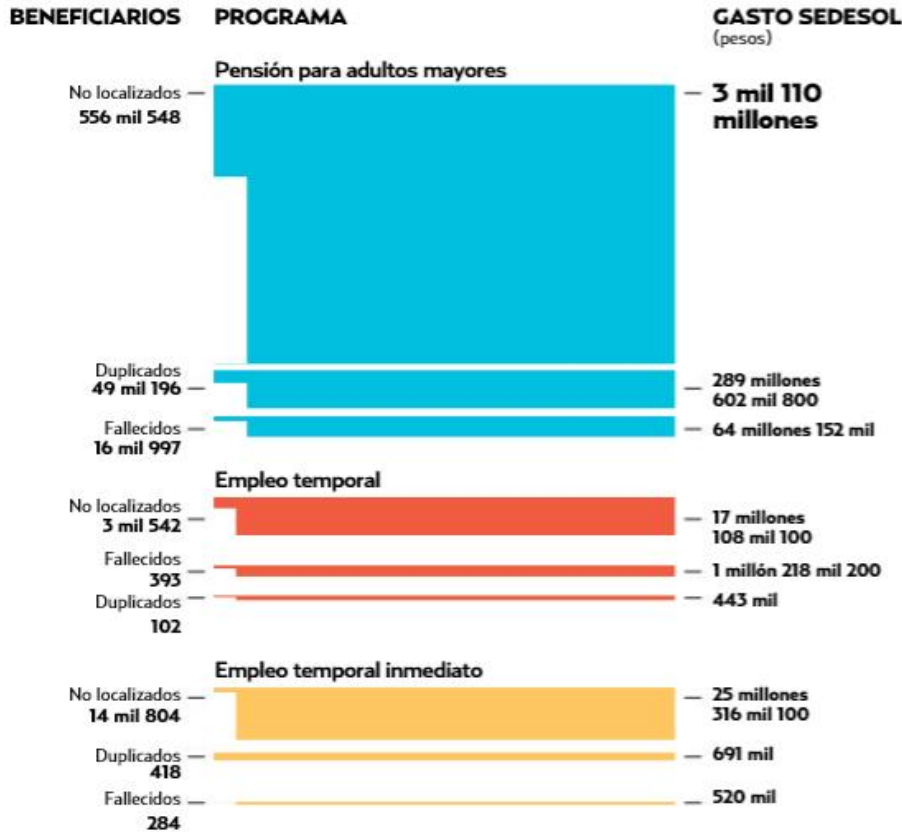 BENEFICIARIOS
PROGRAMA
GASTO SEDESOL
(pesos)
Pensión para adultos mayores
No localizados
556 mil 548
3 mil 110
millones
Duplicados
49 mil 196
289 millones
602 mil 800
Fallecidos
16 mil 997
64 millones 152 mil
Empleo temporal
No localizados
3 mil 542
17 millones
108 mil 100
Fallecidos
393
1 millón 218 mil 200
Duplicados
102
443 mil
Empleo temporal inmediato
No localizados
14 mil 804
25 millones
316 mil 100
Duplicados
418
691 mil
Fallecidos
284
520 mil